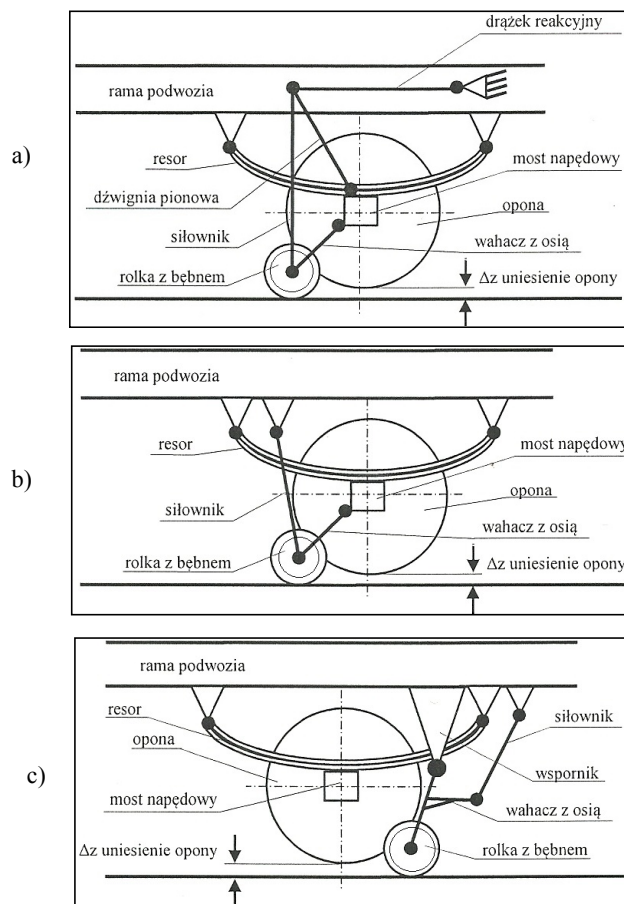 a)
drążek reakcyjny
rama podwozia
resor
most napędowy
dźwignia pionowa
opona
siłownik
wahacz z osią
rolka z bębnem
Δz uniesienie opony
b)
rama podwozia
resor
most napędowy
siłownik
opona
wahacz z osią
rolka z bębnem
Δz uniesienie opony
c)
rama podwozia
resor
siłownik
opona
wspornik
most napędowy
wahacz z osią
Δz uniesienie opony
rolka z bębnem